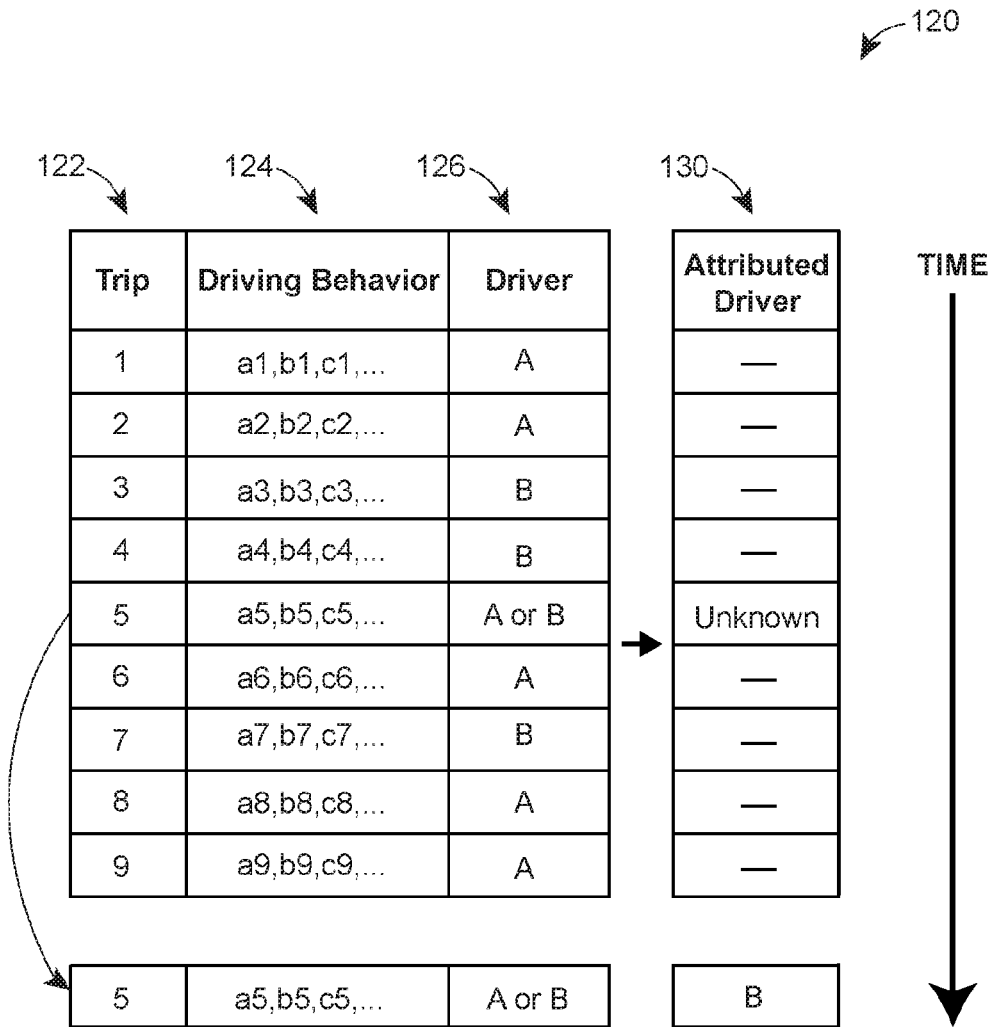 120
122
124
126
130
Trip Driving Behavior Driver Attributed Driver
TIME
1 a1,b1,c1,... A —
2 a2,b2,c2,... A —
3 a3,b3,c3,... B —
4 a4,b4,c4,... B —
5 a5,b5,c5,... A or B Unknown
6 a6,b6,c6,... A —
7 a7,b7,c7,... B —
8 a8,b8,c8,... A —
9 a9,b9,c9,... A —
5 a5,b5,c5,... A or B B